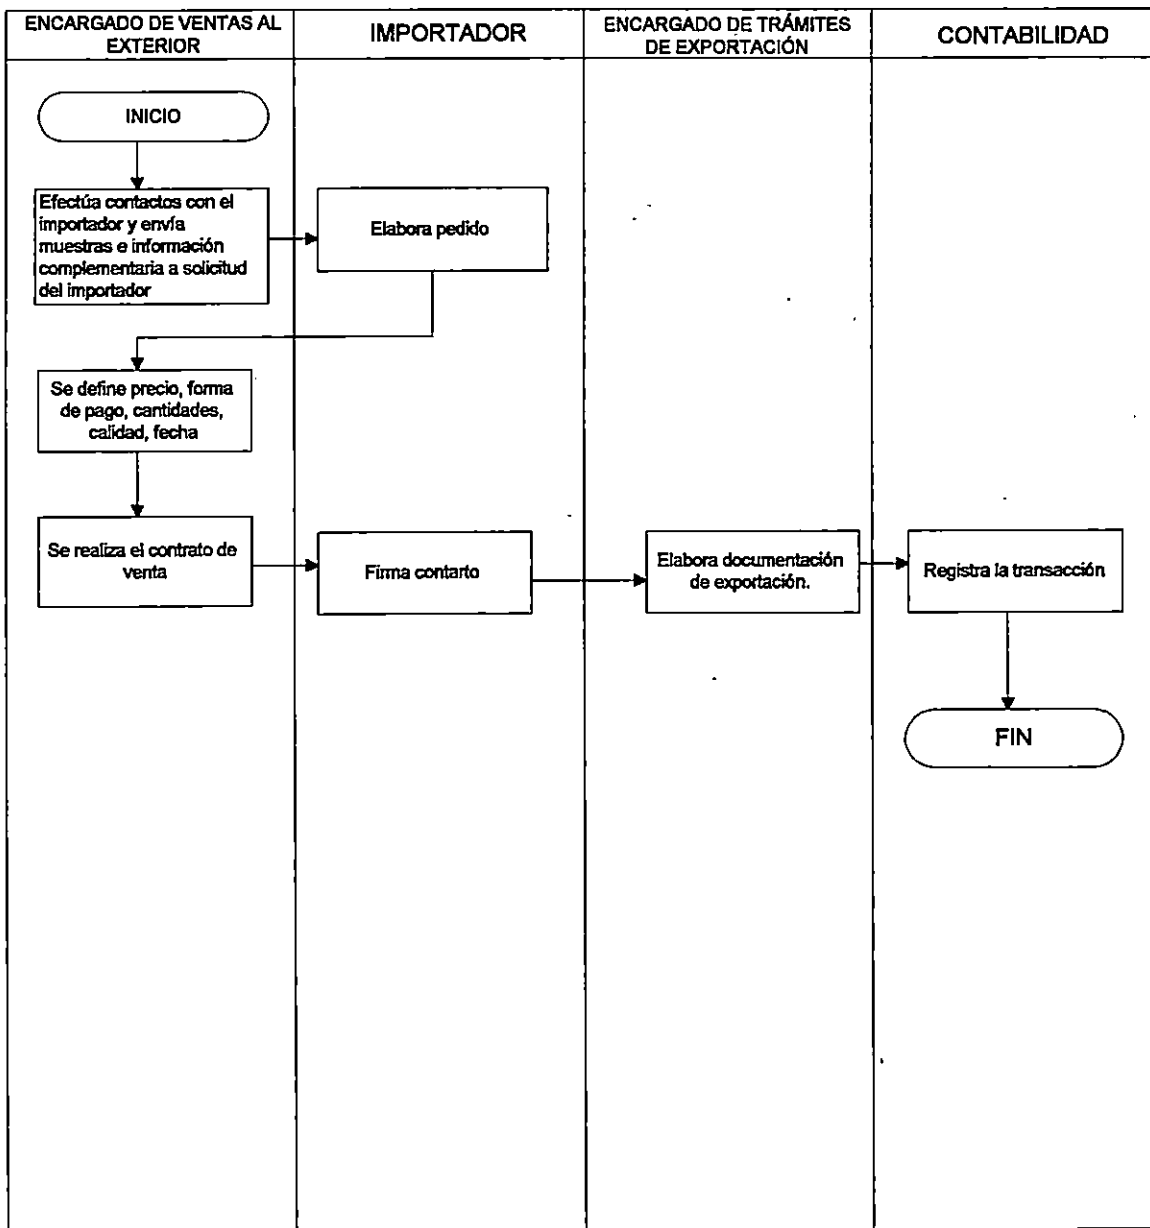 ENCARGADO DE VENTAS AL
EXTERIOR
IMPORTADOR
ENCARGADO DE TRÁMITES
DE EXPORTACIÓN
CONTABILIDAD
INICIO
Efectúa contactos con el
importador y envía
muestras e información
complementaria a solicitud
del importador
Elabora pedido
Se define precio, forma
de pago, cantidades,
calidad, fecha
Se realiza el contrato de
venta
Firma contarto
Elabora documentación
de exportación.
Registra la transacción
FIN